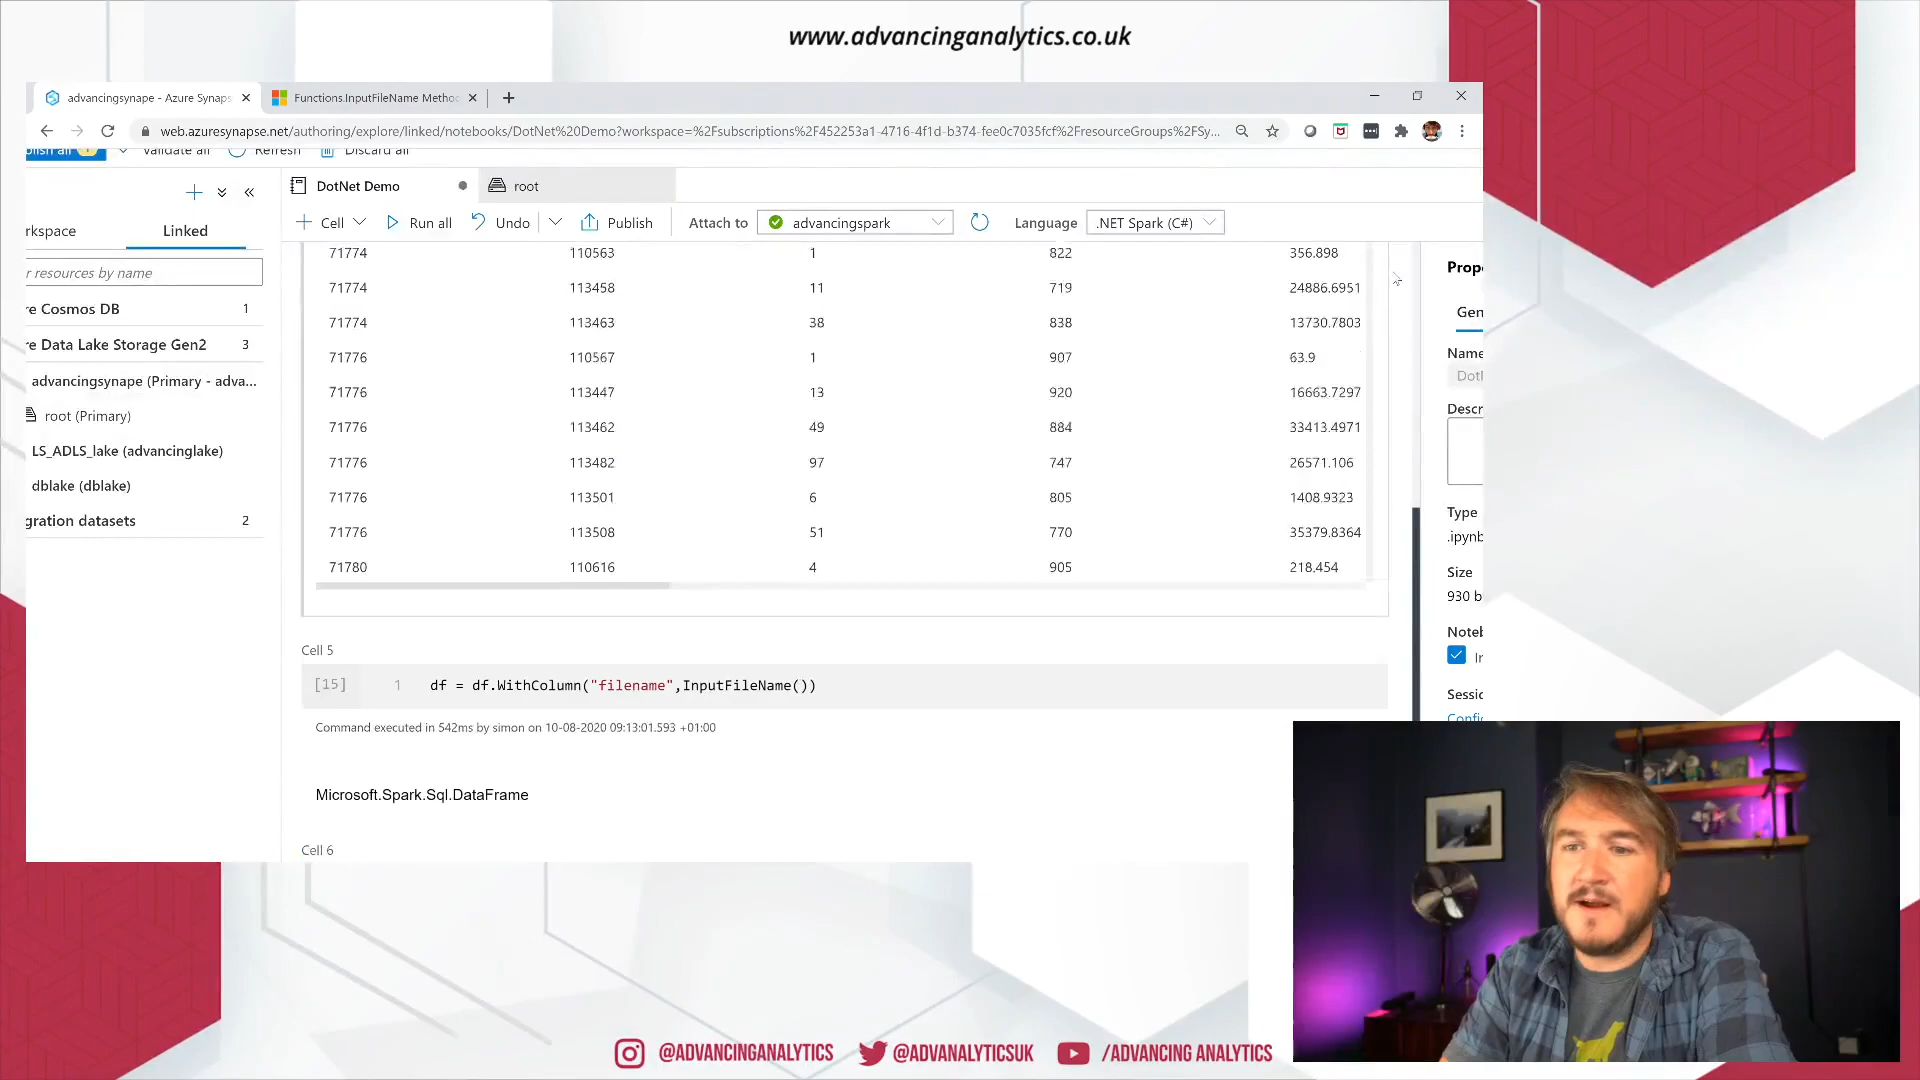 www.advancinganalytics.co.uk
advancingsynape - Azure Synaps
Functions.InputFileName Metho
web.azuresynapse.net/authoring/explore/linked/notebooks/DotNet%20Demo?workspace=%2Fsubscriptions%2F452253a1-4716-4f1d-b374-fee0c7035fcf%2FresourceGroups%2FSy...
blish all
Validate all
Refresh
Discard all
DotNet Demo
root
Cell
Run all
Undo
Publish
Attach to
advancingspark
Language
.NET Spark (C#)
rkspace
Linked
r resources by name
re Cosmos DB 1
re Data Lake Storage Gen2 3
advancingsynape (Primary - adva...
root (Primary)
LS_ADLS_lake (advancinglake)
dblake (dblake)
gration datasets 2
71774 110563 1 822 356.898
71774 113458 11 719 24886.6951
71774 113463 38 838 13730.7803
71776 110567 1 907 63.9
71776 113447 13 920 16663.7297
71776 113462 49 884 33413.4971
71776 113482 97 747 26571.106
71776 113501 6 805 1408.9323
71776 113508 51 770 35379.8364
71780 110616 4 905 218.454
Cell 5
[15] 1 df = df.WithColumn("filename",InputFileName())
Command executed in 542ms by simon on 10-08-2020 09:13:01.593 +01:00
Microsoft.Spark.Sql.DataFrame
Cell 6
Prope
Gen
Name
Dotl
Descr
Type
.ipynb
Size
930 b
Noteb
Ir
Sessic
Config
@ADVANCINGANALYTICS
@ADVANALYTICSUK
/ADVANCING ANALYTICS